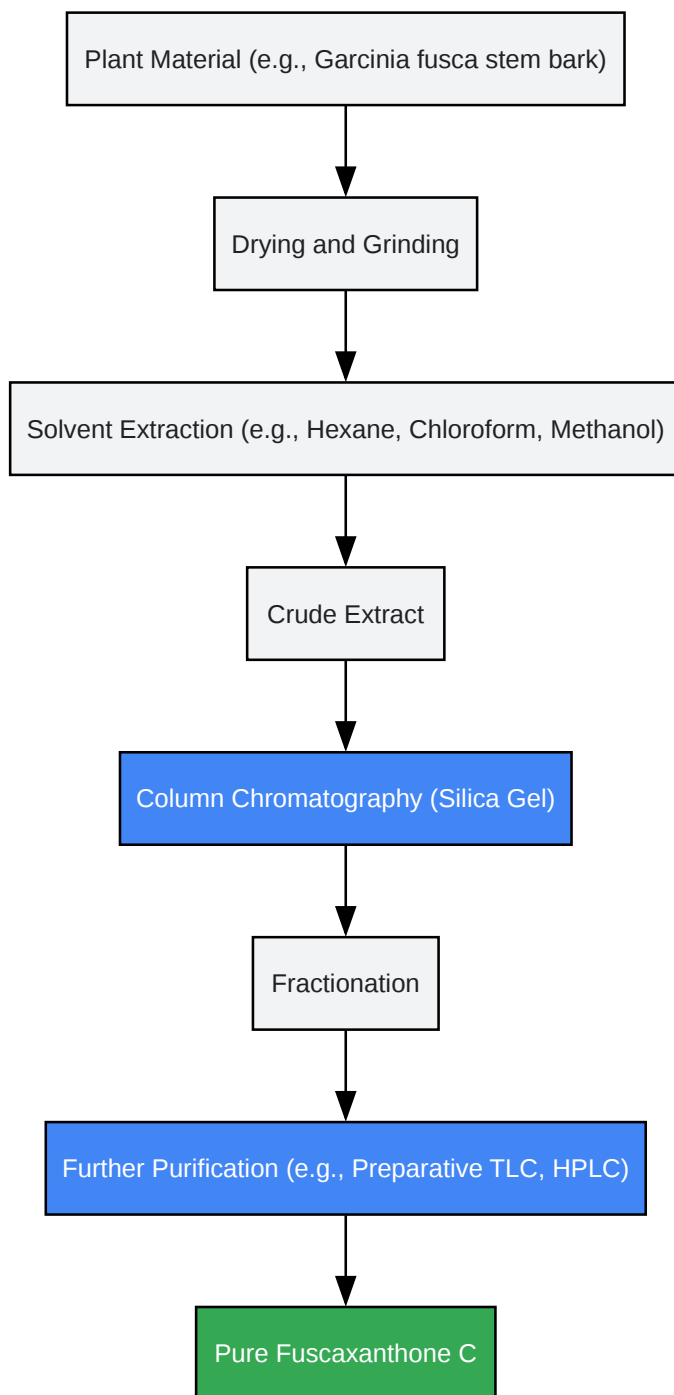 Plant Material (e.g., Garcinia fusca stem bark)
Drying and Grinding
Solvent Extraction (e.g., Hexane, Chloroform, Methanol)
Crude Extract
Column Chromatography (Silica Gel)
Fractionation
Further Purification (e.g., Preparative TLC, HPLC)
Pure Fuscaxanthone C